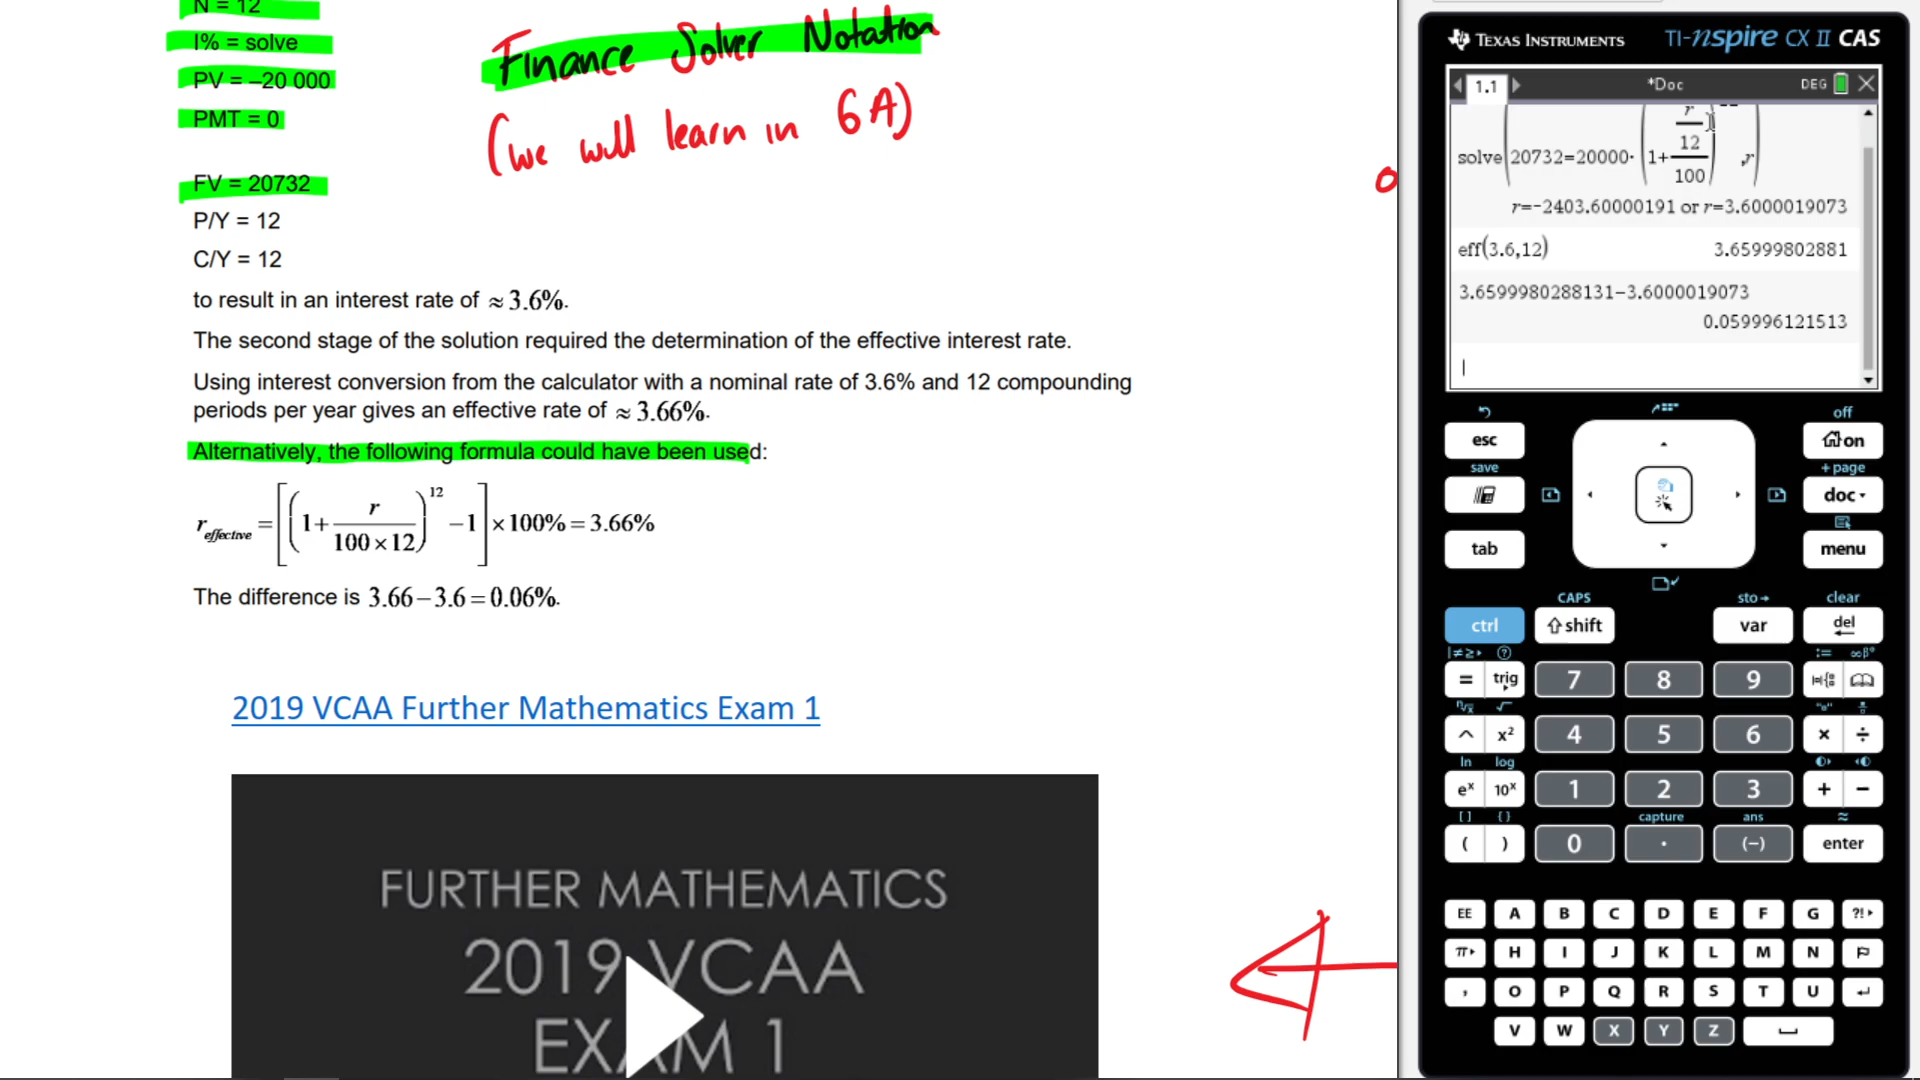 N = 12
I% = solve
PV = –20 000
PMT = 0
FV = 20732
P/Y = 12
C/Y = 12
Finance Solver Notation
(we will learn in 6A)
to result in an interest rate of ≈ 3.6%.
The second stage of the solution required the determination of the effective interest rate.
Using interest conversion from the calculator with a nominal rate of 3.6% and 12 compounding
periods per year gives an effective rate of ≈ 3.66%.
Alternatively, the following formula could have been used:
r effective = [(1 + r / (100 × 12))^12 – 1] × 100% = 3.66%
The difference is 3.66 – 3.6 = 0.06%.
2019 VCAA Further Mathematics Exam 1
FURTHER MATHEMATICS
2019 VCAA
EXAM 1
TEXAS INSTRUMENTS TI-nspire CX II CAS
1.1 *Doc DEG
solve(20732=20000·(1+ r/12 /100) ,r)
r=-2403.60000191 or r=3.6000019073
eff(3.6,12) 3.65999802881
3.6599980288131−3.6000019073
0.059996121513
off
esc on
save +page
doc
tab menu
CAPS sto→ clear
ctrl shift var del
|≠≥▸ ? := ∞β°
= trig 7 8 9
^ x² 4 5 6 × ÷
ln log
eˣ 10ˣ 1 2 3 + −
[ ] { } capture ans ≈
( ) 0 . (−) enter
EE A B C D E F G ?!▸
π▸ H I J K L M N
, O P Q R S T U
V W X Y Z